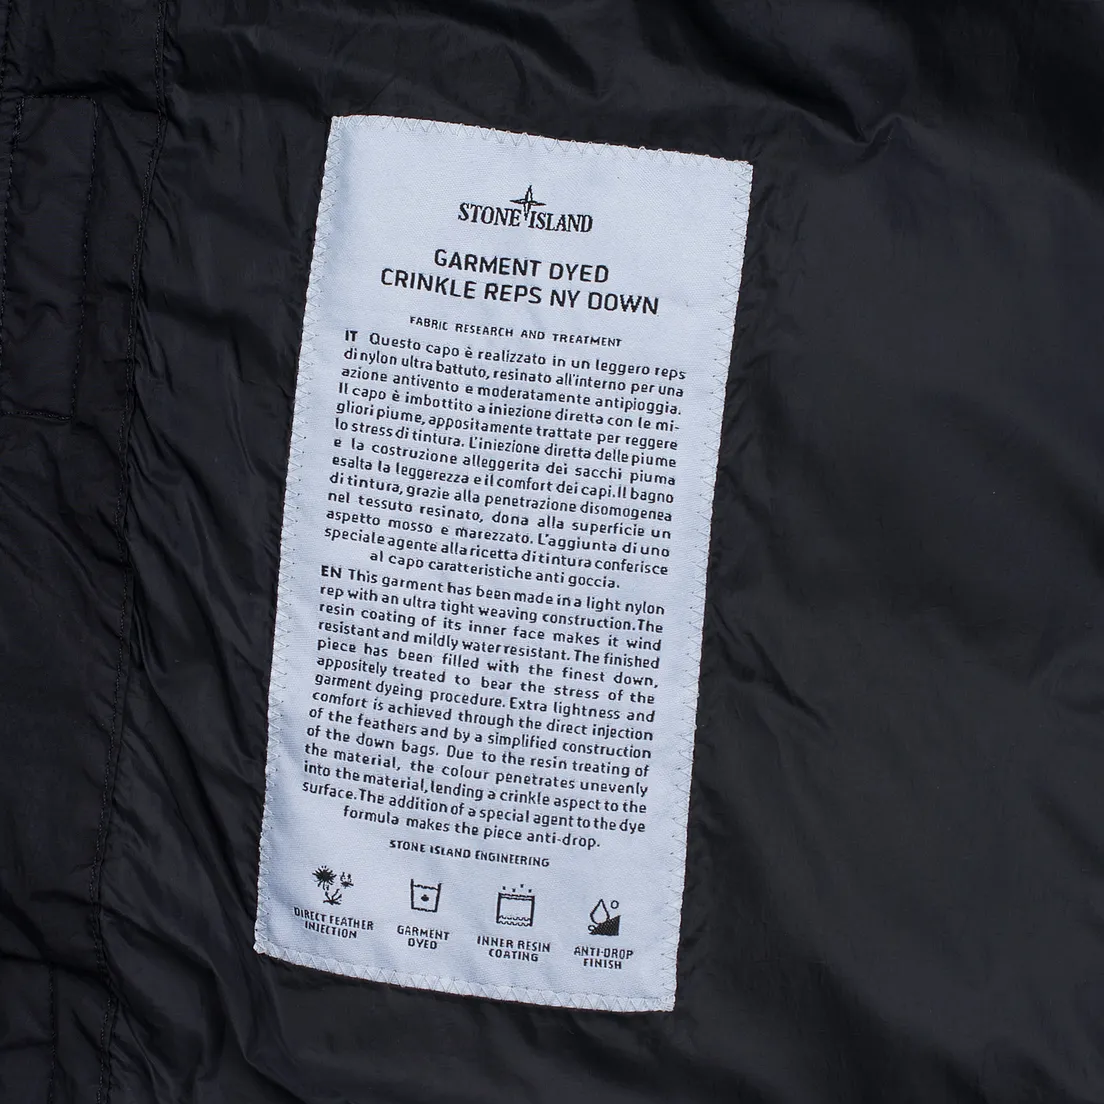 STONE ISLAND
GARMENT DYED
CRINKLE REPS NY DOWN
FABRIC RESEARCH AND TREATMENT
IT Questo capo è realizzato in un leggero reps
di nylon ultra battuto, resinato all'interno per una
azione antivento e moderatamente antipioggia.
Il capo è imbottito a iniezione diretta con le mi-
gliori piume, appositamente trattate per reggere
lo stress di tintura. L'iniezione diretta delle piume
e la costruzione alleggerita dei sacchi piuma
esalta la leggerezza e il comfort dei capi. Il bagno
di tintura, grazie alla penetrazione disomogenea
nel tessuto resinato, dona alla superficie un
aspetto mosso e marezzato. L'aggiunta di uno
speciale agente alla ricetta di tintura conferisce
al capo caratteristiche anti goccia.
EN This garment has been made in a light nylon
rep with an ultra tight weaving construction. The
resin coating of its inner face makes it wind
resistant and mildly water resistant. The finished
piece has been filled with the finest down,
appositely treated to bear the stress of the
garment dyeing procedure. Extra lightness and
comfort is achieved through the direct injection
of the feathers and by a simplified construction
of the down bags. Due to the resin treating of
the material, the colour penetrates unevenly
into the material, lending a crinkle aspect to the
surface. The addition of a special agent to the dye
formula makes the piece anti-drop.
STONE ISLAND ENGINEERING
DIRECT FEATHER
INJECTION
GARMENT
DYED
INNER RESIN
COATING
ANTI-DROP
FINISH